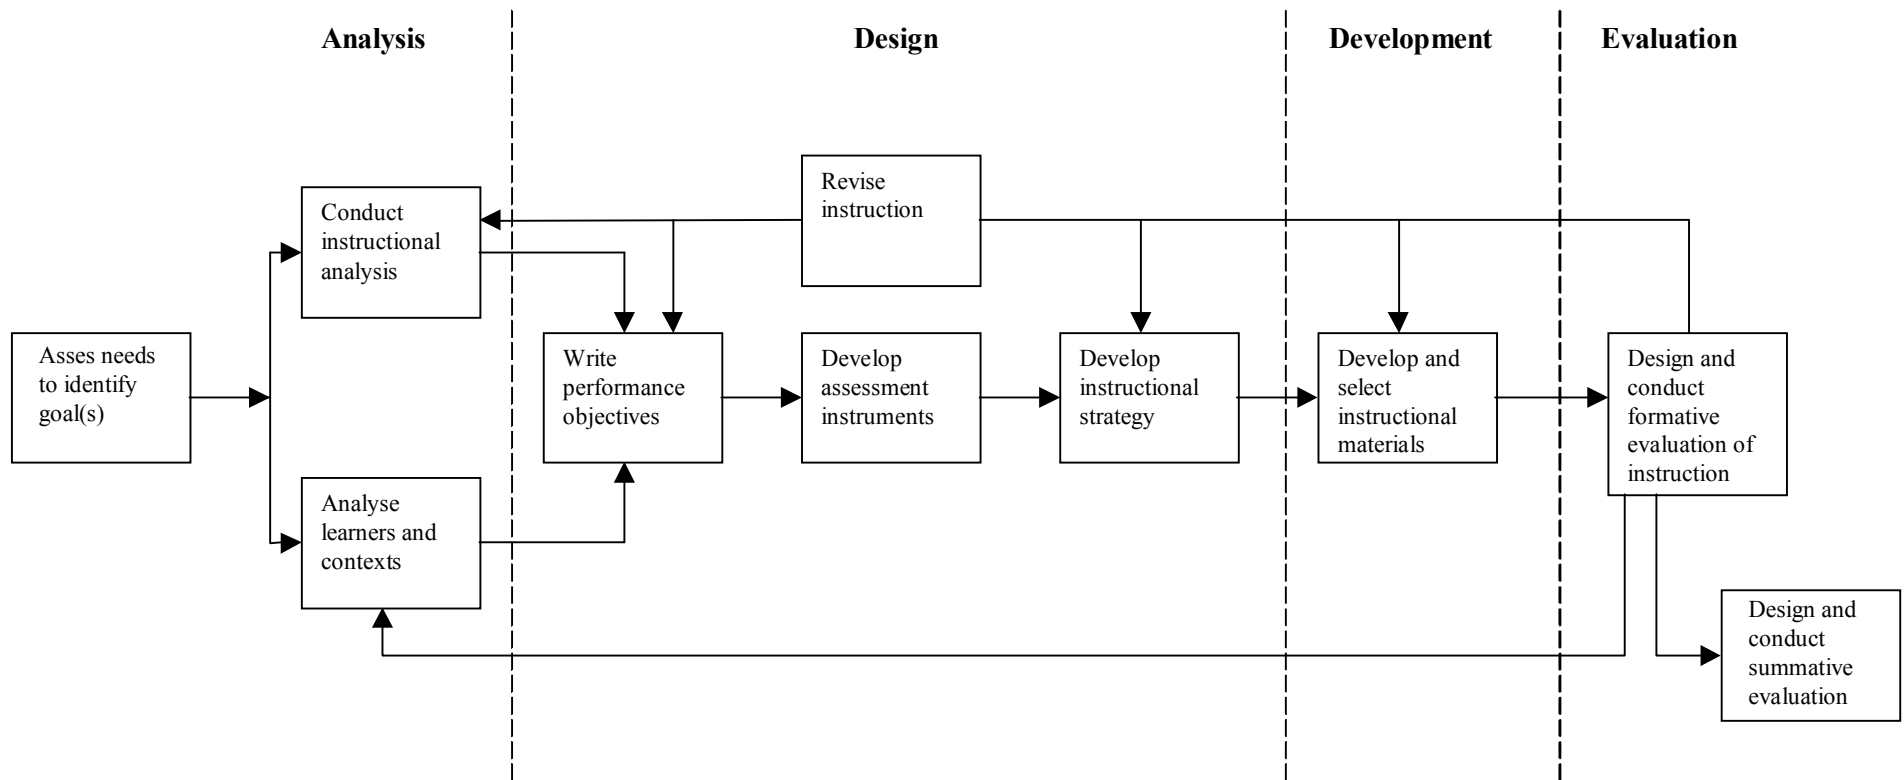 Analysis
Design
Development
Evaluation
Revise
instruction
Conduct
instructional
analysis
Asses needs
to identify
goal(s)
Write
performance
objectives
Develop
assessment
instruments
Develop
instructional
strategy
Develop and
select
instructional
materials
Design and
conduct
formative
evaluation of
instruction
Analyse
learners and
contexts
Design and
conduct
summative
evaluation